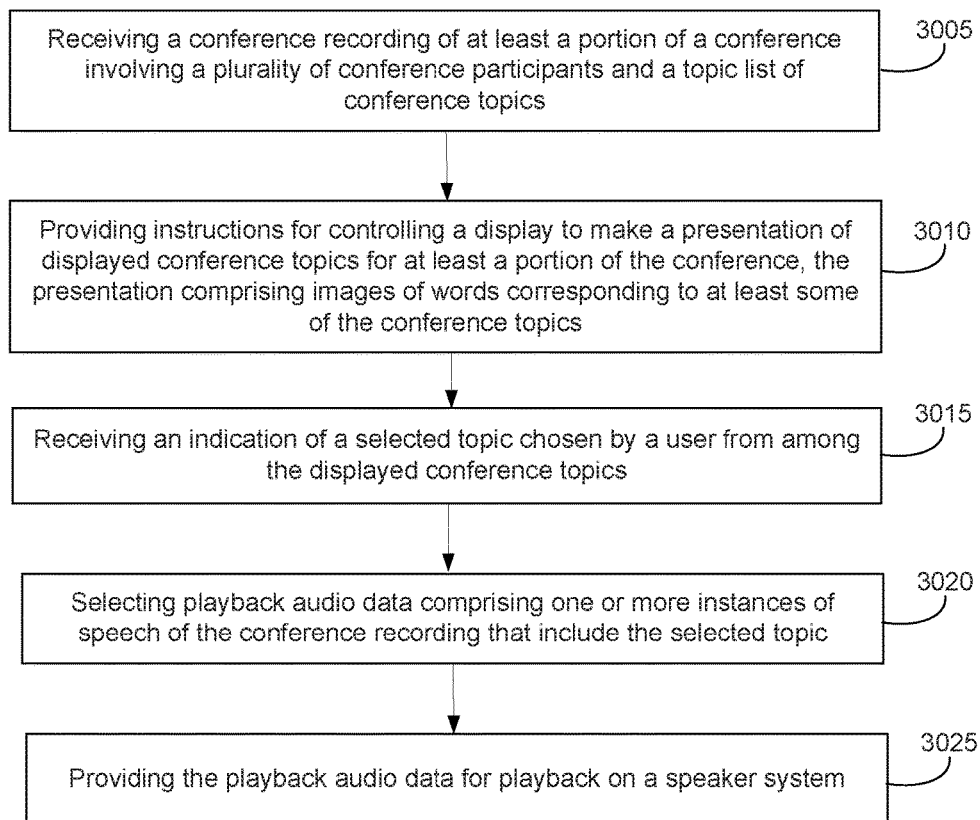 Receiving a conference recording of at least a portion of a conference
involving a plurality of conference participants and a topic list of
conference topics
3005
Providing instructions for controlling a display to make a presentation of
displayed conference topics for at least a portion of the conference, the
presentation comprising images of words corresponding to at least some
of the conference topics
3010
Receiving an indication of a selected topic chosen by a user from among
the displayed conference topics
3015
Selecting playback audio data comprising one or more instances of
speech of the conference recording that include the selected topic
3020
Providing the playback audio data for playback on a speaker system
3025